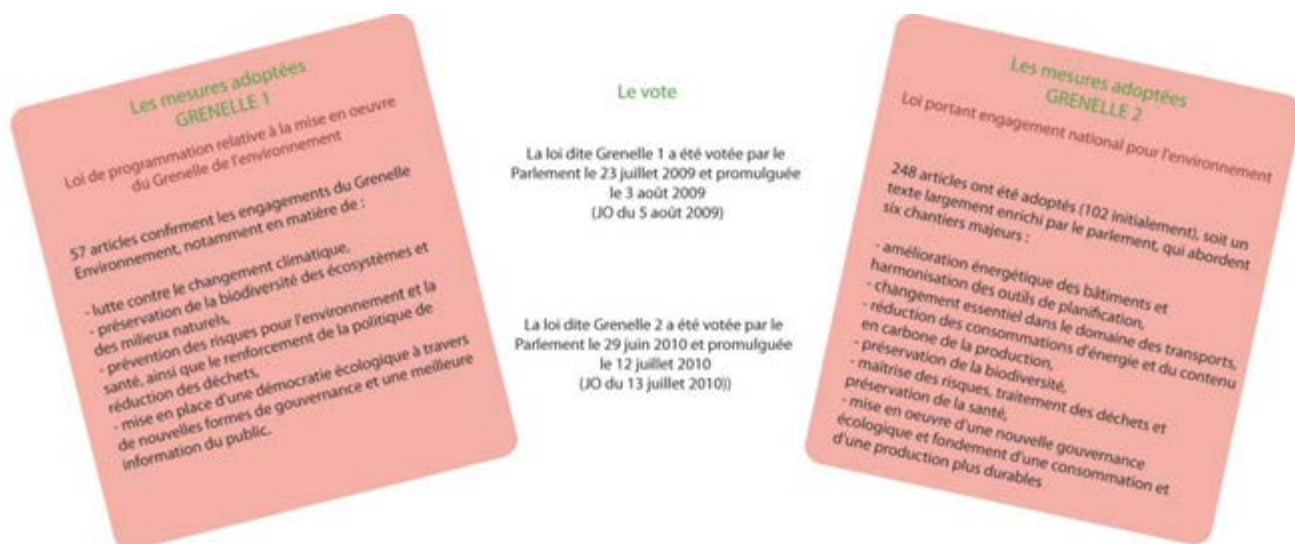 Les mesures adoptées
GRENELLE 1
Loi de programmation relative à la mise en oeuvre
du Grenelle de l'environnement
57 articles confirment les engagements du Grenelle
Environnement, notamment en matière de :
- lutte contre le changement climatique,
- préservation de la biodiversité des écosystèmes et
des milieux naturels,
- prévention des risques pour l'environnement et la
santé, ainsi que le renforcement de la politique de
réduction des déchets,
- mise en place d'une démocratie écologique à travers
de nouvelles formes de gouvernance et une meilleure
information du public.
Le vote
La loi dite Grenelle 1 a été votée par le
Parlement le 23 juillet 2009 et promulguée
le 3 août 2009
(JO du 5 août 2009)
La loi dite Grenelle 2 a été votée par le
Parlement le 29 juin 2010 et promulguée
le 12 juillet 2010
(JO du 13 juillet 2010))
Les mesures adoptées
GRENELLE 2
Loi portant engagement national pour l'environnement
248 articles ont été adoptés (102 initialement), soit un
texte largement enrichi par le parlement, qui abordent
six chantiers majeurs :
- amélioration énergétique des bâtiments et
harmonisation des outils de planification,
- changement essentiel dans le domaine des transports,
- réduction des consommations d'énergie et du contenu
en carbone de la production,
- préservation de la biodiversité,
- maîtrise des risques, traitement des déchets et
préservation de la santé,
- mise en oeuvre d'une nouvelle gouvernance
écologique et fondement d'une consommation et
d'une production plus durables